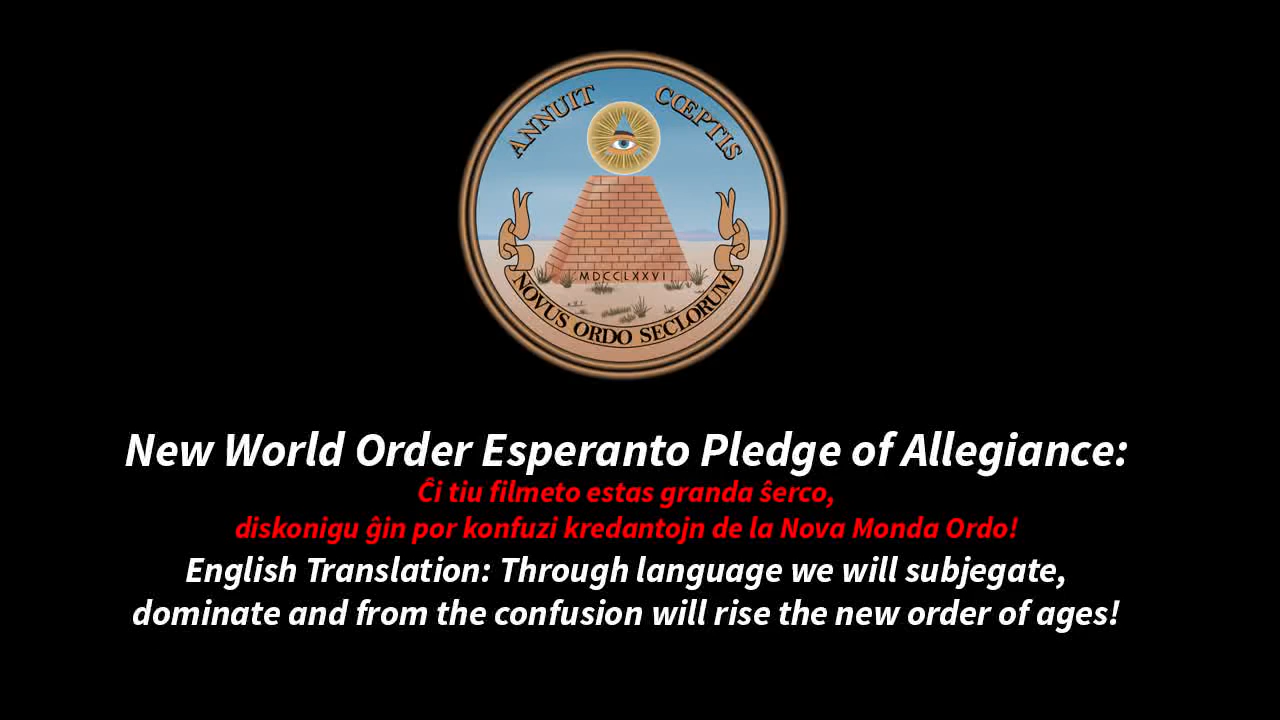 ANNUIT CŒPTIS
MDCCLXXVI
NOVUS ORDO SECLORUM
New World Order Esperanto Pledge of Allegiance:
Ĉi tiu filmeto estas granda ŝerco,
diskonigu ĝin por konfuzi kredantojn de la Nova Monda Ordo!
English Translation: Through language we will subjegate,
dominate and from the confusion will rise the new order of ages!